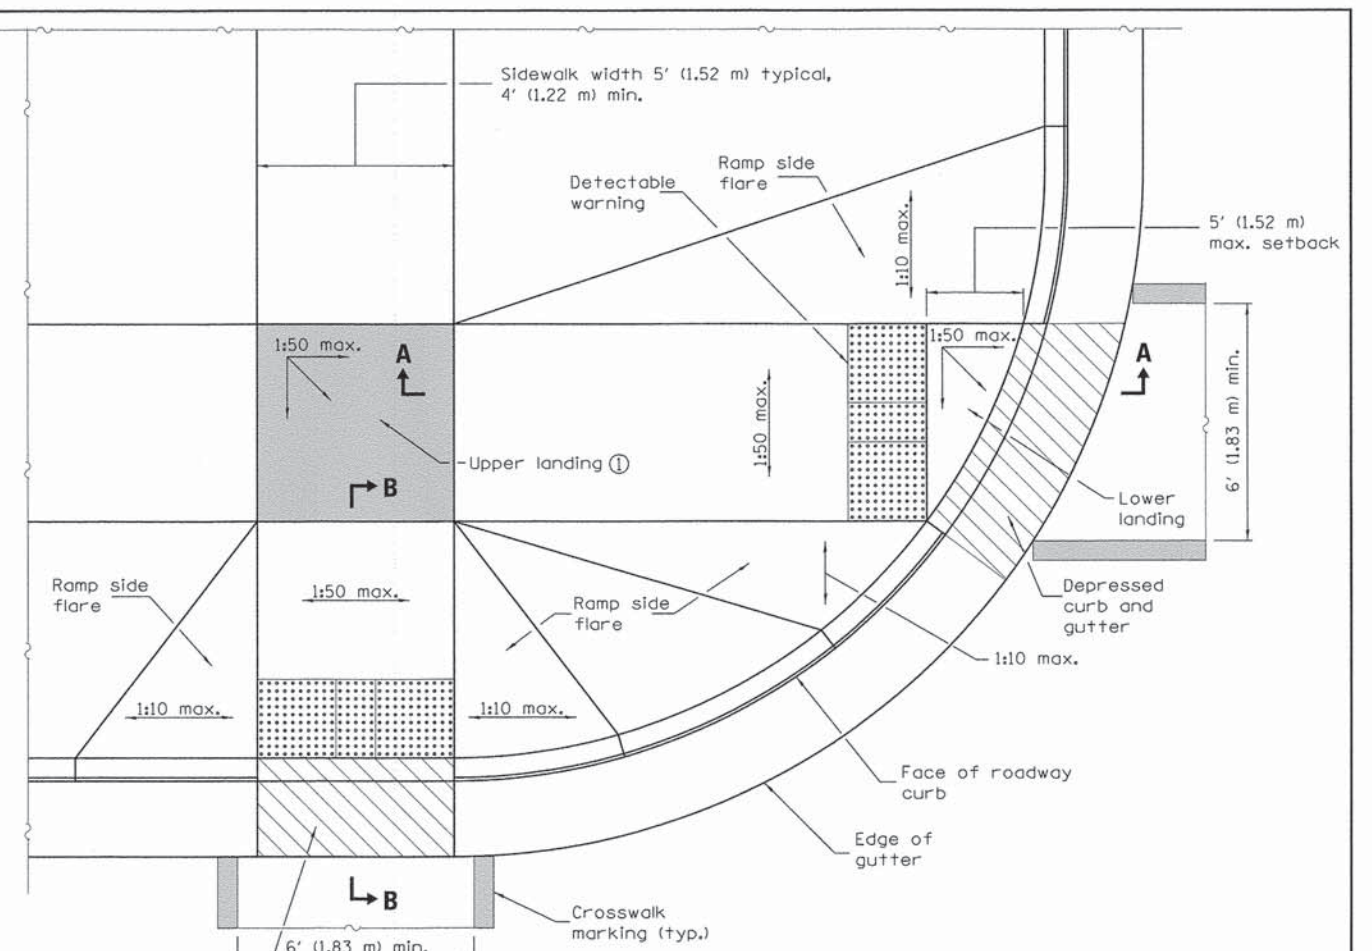 Sidewalk width 5' (1.52 m) typical,
4' (1.22 m) min.
Ramp side
flare
Detectable
warning
1:10 max.
5' (1.52 m)
max. setback
1:50 max.
A
1:50 max.
A
1:50 max.
6' (1.83 m) min.
Upper landing ①
B
Lower
landing
Ramp side
flare
1:50 max.
Ramp side
flare
Depressed
curb and
gutter
1:10 max.
1:10 max.
1:10 max.
Face of roadway
curb
Edge of
gutter
B
Crosswalk
marking (typ.)
6' (1.83 m) min.